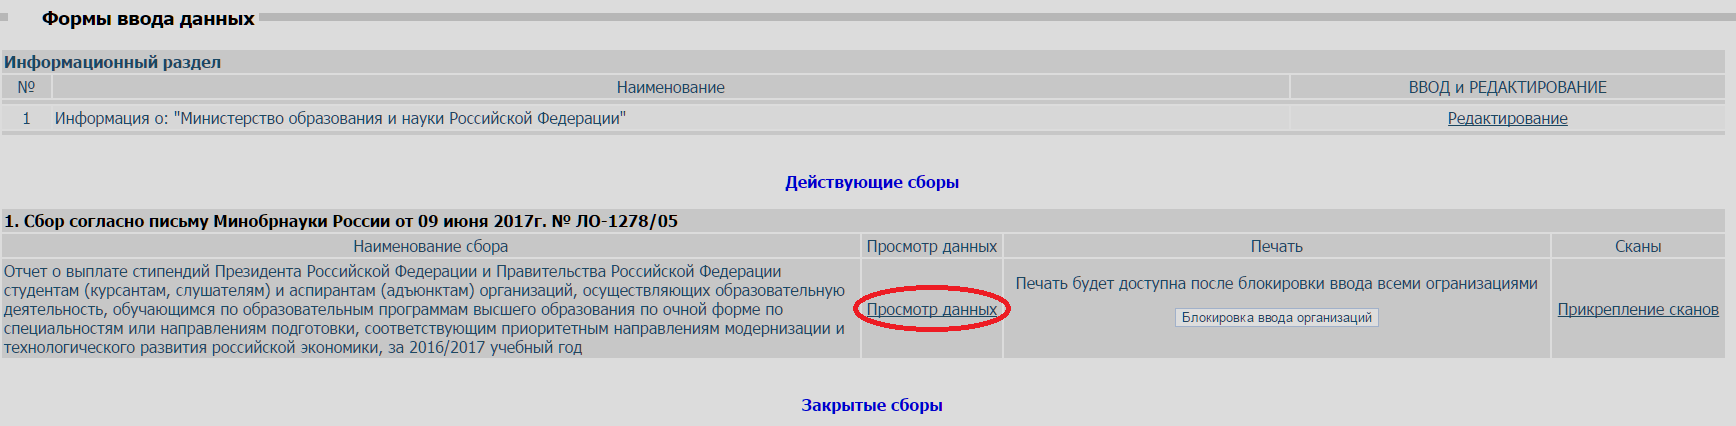 Формы ввода данных
Информационный раздел
№ Наименование ВВОД и РЕДАКТИРОВАНИЕ
1 Информация о: "Министерство образования и науки Российской Федерации" Редактирование
Действующие сборы
1. Сбор согласно письму Минобрнауки России от 09 июня 2017г. № ЛО-1278/05
Наименование сбора Просмотр данных Печать Сканы
Отчет о выплате стипендий Президента Российской Федерации и Правительства Российской Федерации
студентам (курсантам, слушателям) и аспирантам (адъюнктам) организаций, осуществляющих образовательную
деятельность, обучающимся по образовательным программам высшего образования по очной форме по
специальностям или направлениям подготовки, соответствующим приоритетным направлениям модернизации и
технологического развития российской экономики, за 2016/2017 учебный год
Просмотр данных
Печать будет доступна после блокировки ввода всеми огранизациями
Блокировка ввода организаций
Прикрепление сканов
Закрытые сборы